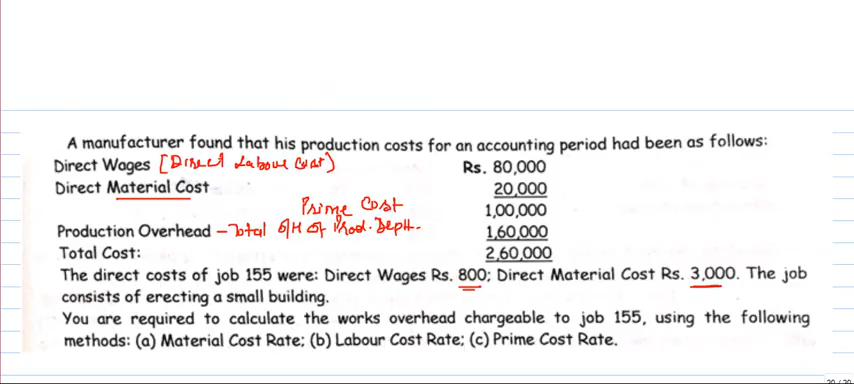 A manufacturer found that his production costs for an accounting period had been as follows:
Direct Wages [Direct Labour Cost) Rs. 80,000
Direct Material Cost 20,000
Prime Cost 1,00,000
Production Overhead - Total O/H of Prod. Deptt. 1,60,000
Total Cost: 2,60,000
The direct costs of job 155 were: Direct Wages Rs. 800; Direct Material Cost Rs. 3,000. The job
consists of erecting a small building.
You are required to calculate the works overhead chargeable to job 155, using the following
methods: (a) Material Cost Rate; (b) Labour Cost Rate; (c) Prime Cost Rate.